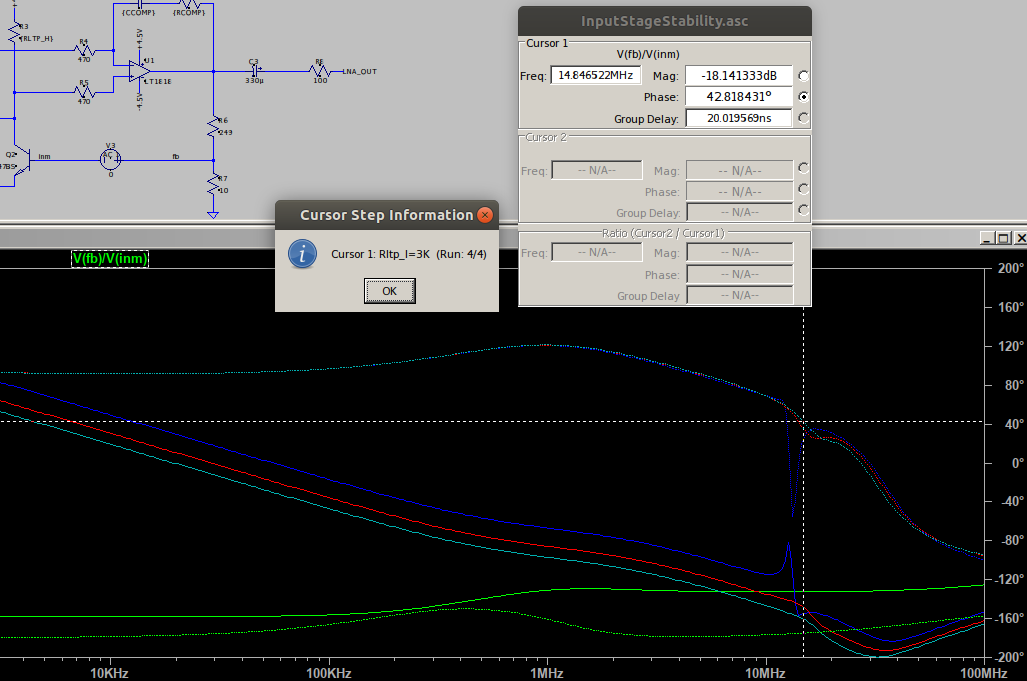 {CCOMP}
{RCOMP}
R3
{RLTP_H}
R4
470
+4.5V
U1
LT1818
-4.5V
R5
470
C3
330µ
R8
100
LNA_OUT
R6
249
Q2
inm
V3
AC 1
0
fb
R7
10
InputStageStability.asc
Cursor 1
V(fb)/V(inm)
Freq: 14.846522MHz Mag: -18.141333dB
Phase: 42.818431°
Group Delay: 20.019569ns
Cursor 2
Freq: -- N/A-- Mag: -- N/A--
Phase: -- N/A--
Group Delay: -- N/A--
Ratio (Cursor2 / Cursor1)
Freq: -- N/A-- Mag: -- N/A--
Phase: -- N/A--
Group Delay -- N/A--
Cursor Step Information
Cursor 1: Rltp_l=3K (Run: 4/4)
OK
V(fb)/V(inm)
200°
160°
120°
80°
40°
0°
-40°
-80°
-120°
-160°
-200°
10KHz 100KHz 1MHz 10MHz 100MHz